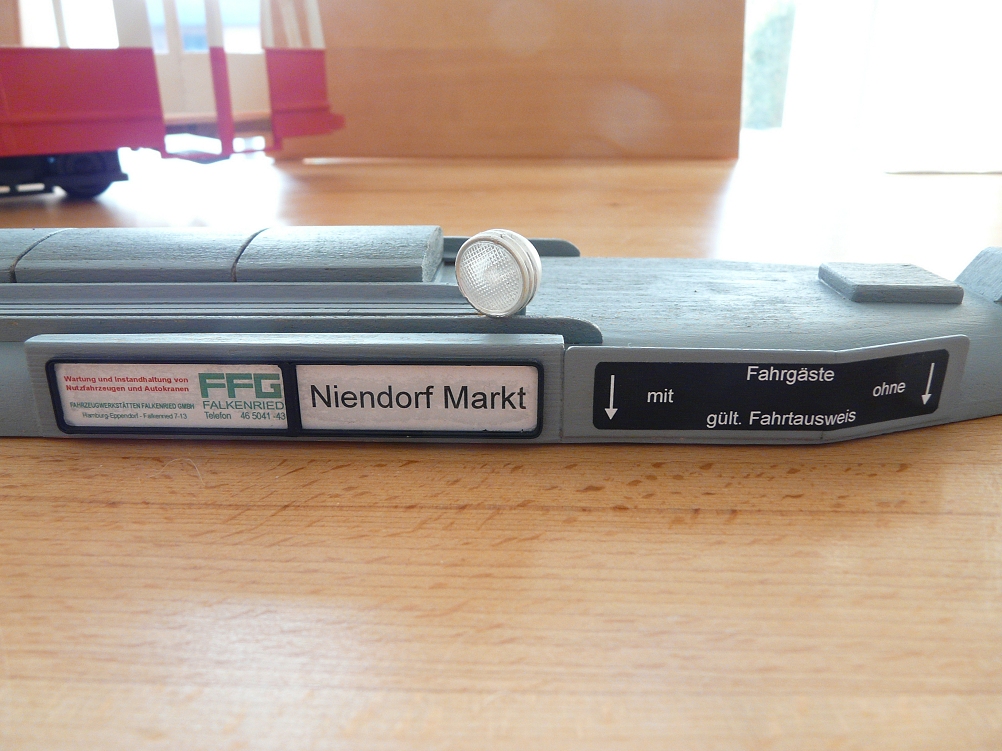 Wartung und Instandhaltung von
Nutzfahrzeugen und Autokranen
FFG
FALKENRIED
FAHRZEUGWERKSTÄTTEN FALKENRIED GMBH
Hamburg-Eppendorf - Falkenried 7-13
Telefon 46 5041 -43
Niendorf Markt
Fahrgäste
mit
ohne
gült. Fahrtausweis